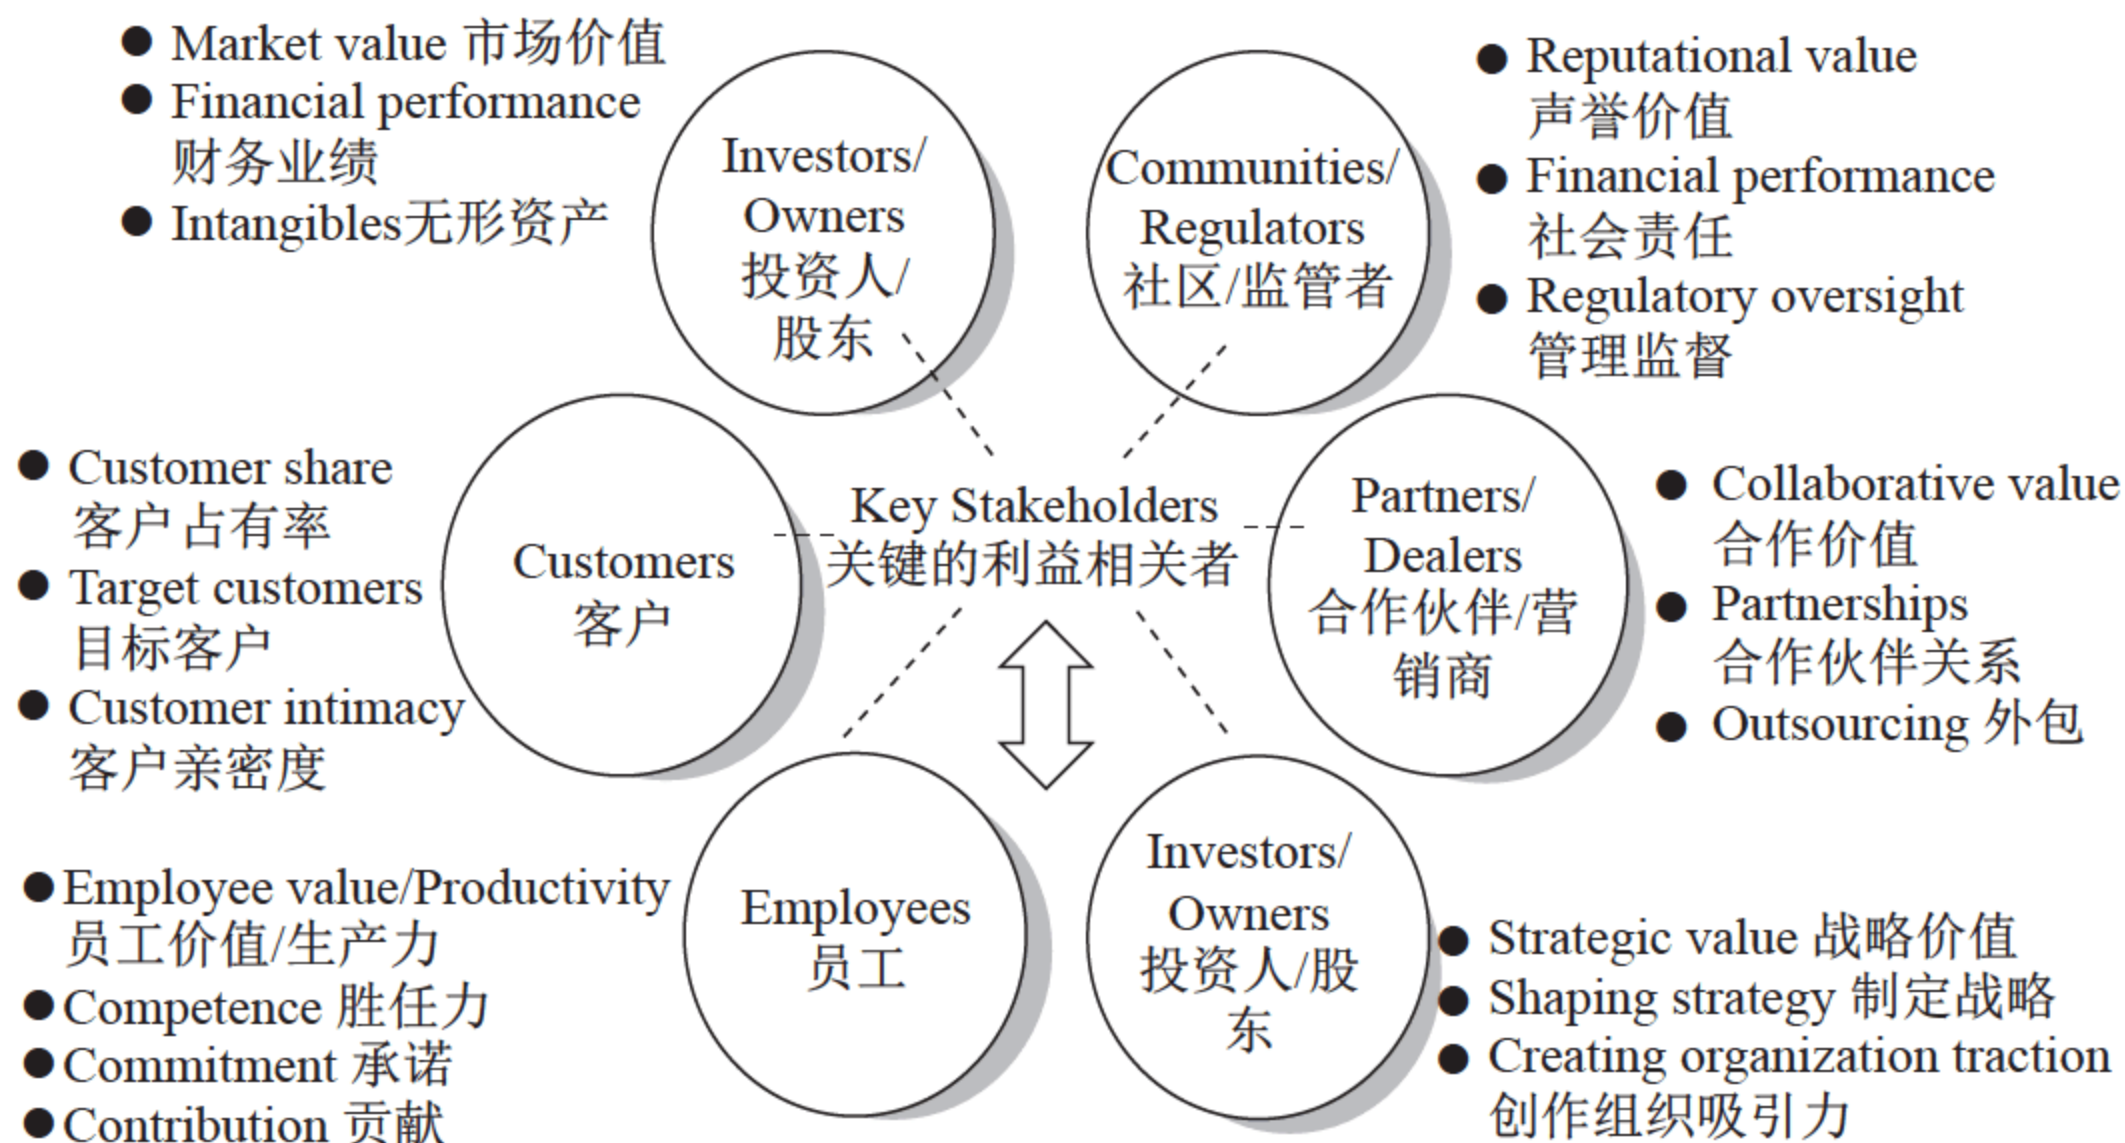 ● Market value 市场价值
● Financial performance
财务业绩
● Intangibles无形资产
Investors/
Owners
投资人/
股东
Communities/
Regulators
社区/监管者
● Reputational value
声誉价值
● Financial performance
社会责任
● Regulatory oversight
管理监督
● Customer share
客户占有率
● Target customers
目标客户
● Customer intimacy
客户亲密度
Customers
客户
Key Stakeholders
关键的利益相关者
Partners/
Dealers
合作伙伴/营
销商
● Collaborative value
合作价值
● Partnerships
合作伙伴关系
● Outsourcing 外包
● Employee value/Productivity
员工价值/生产力
● Competence 胜任力
● Commitment 承诺
● Contribution 贡献
Employees
员工
Investors/
Owners
投资人/股
东
● Strategic value 战略价值
● Shaping strategy 制定战略
● Creating organization traction
创作组织吸引力